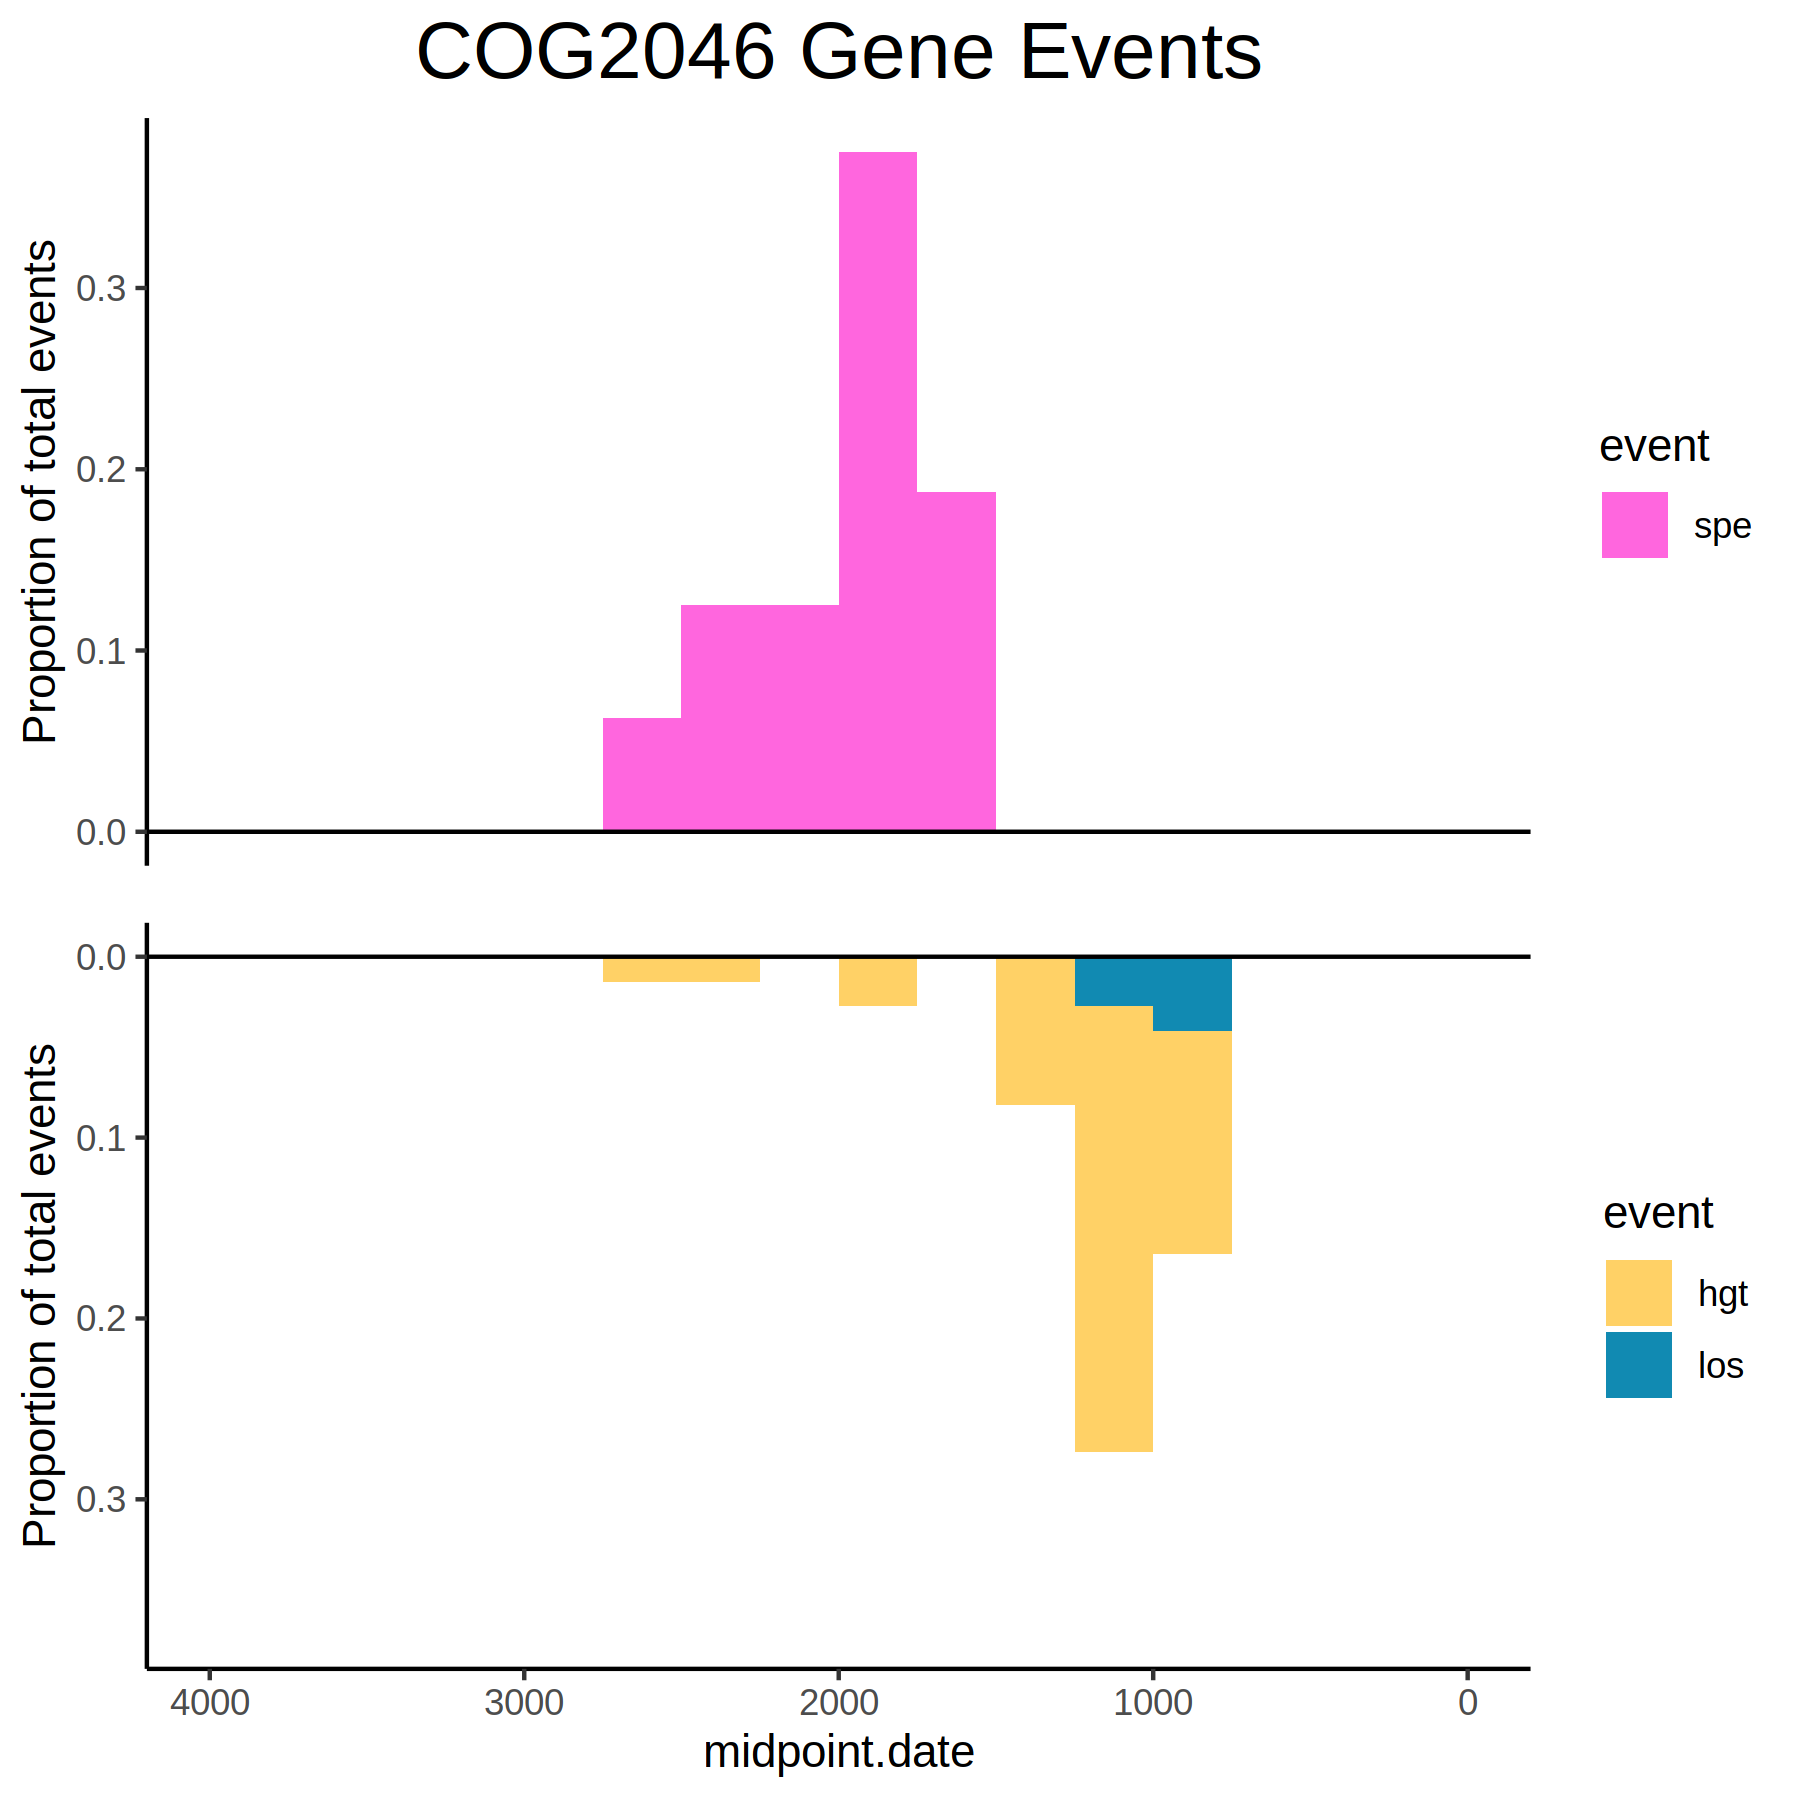 COG2046 Gene Events
Proportion of total events
0.3
0.2
0.1
0.0
event
spe
Proportion of total events
0.0
0.1
0.2
0.3
event
hgt
los
4000 3000 2000 1000 0
midpoint.date